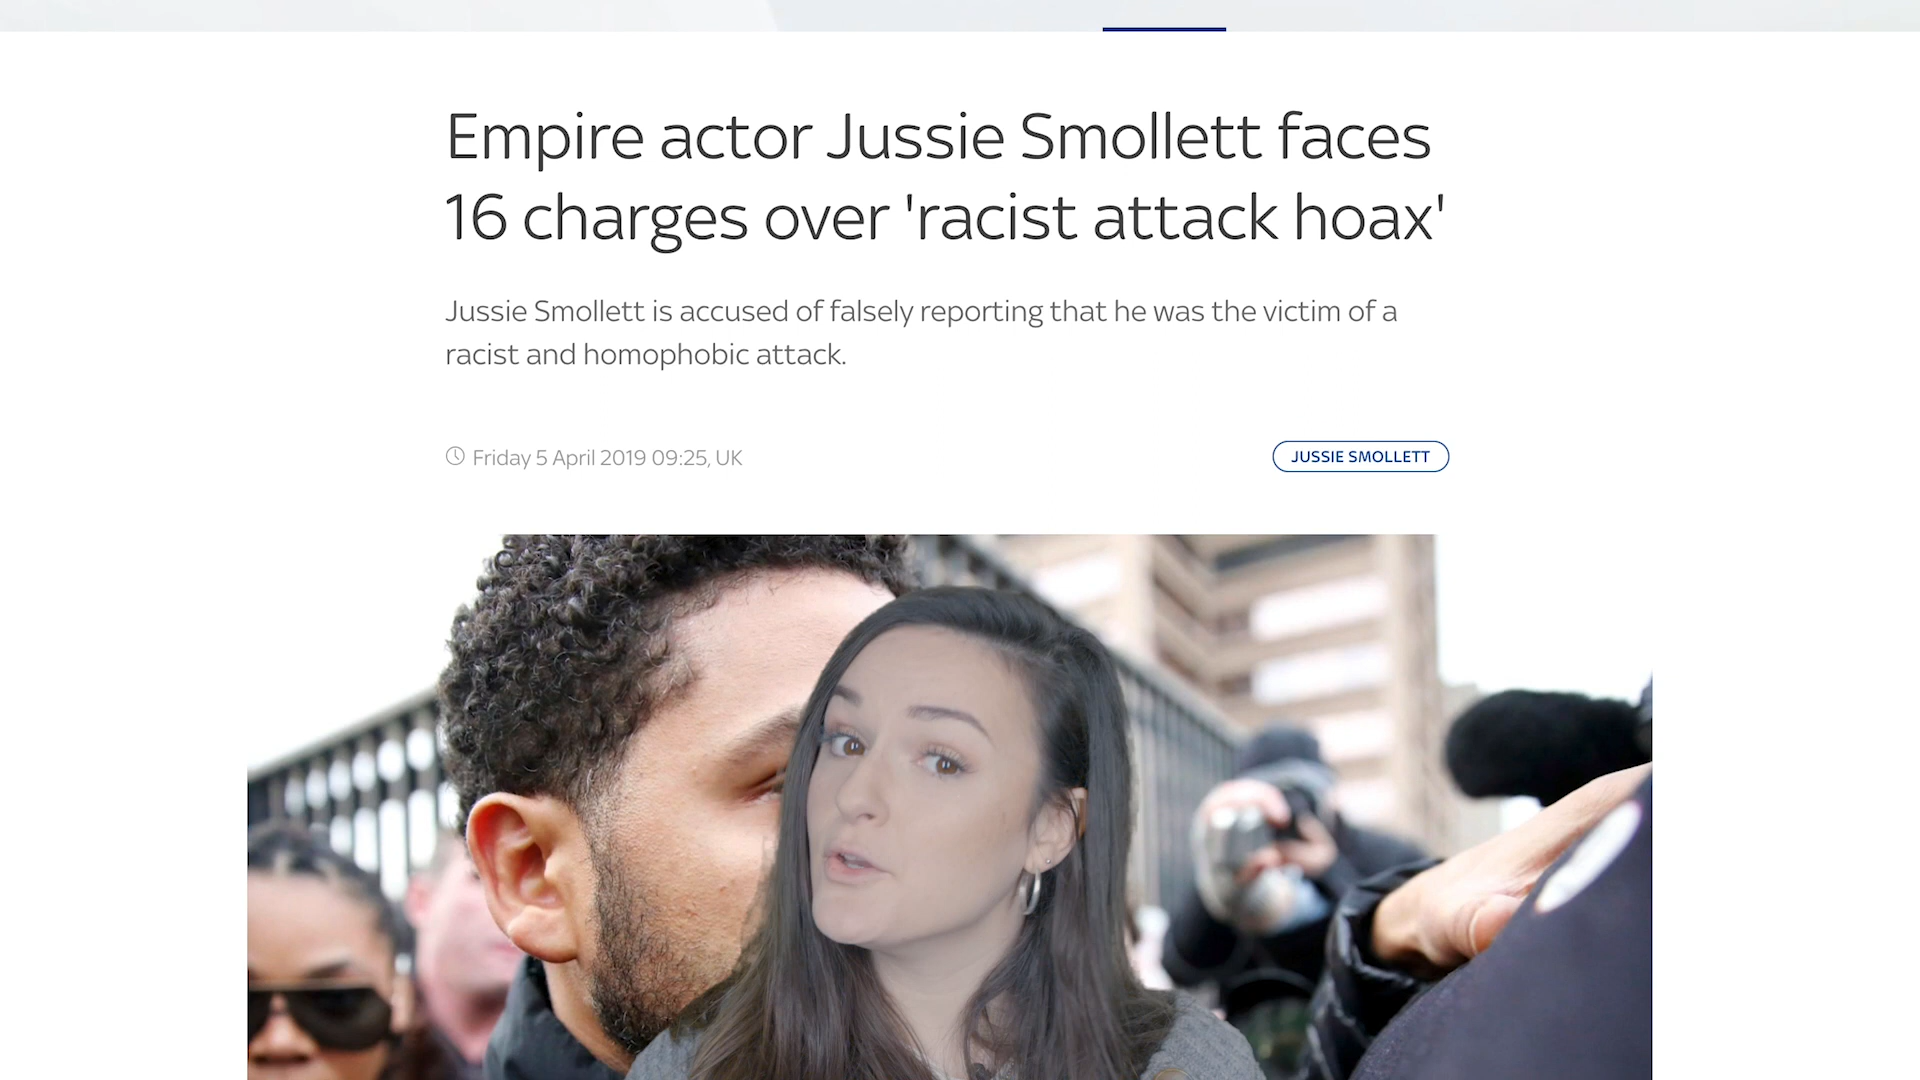 Empire actor Jussie Smollett faces
16 charges over 'racist attack hoax'
Jussie Smollett is accused of falsely reporting that he was the victim of a
racist and homophobic attack.
Friday 5 April 2019 09:25, UK
JUSSIE SMOLLETT